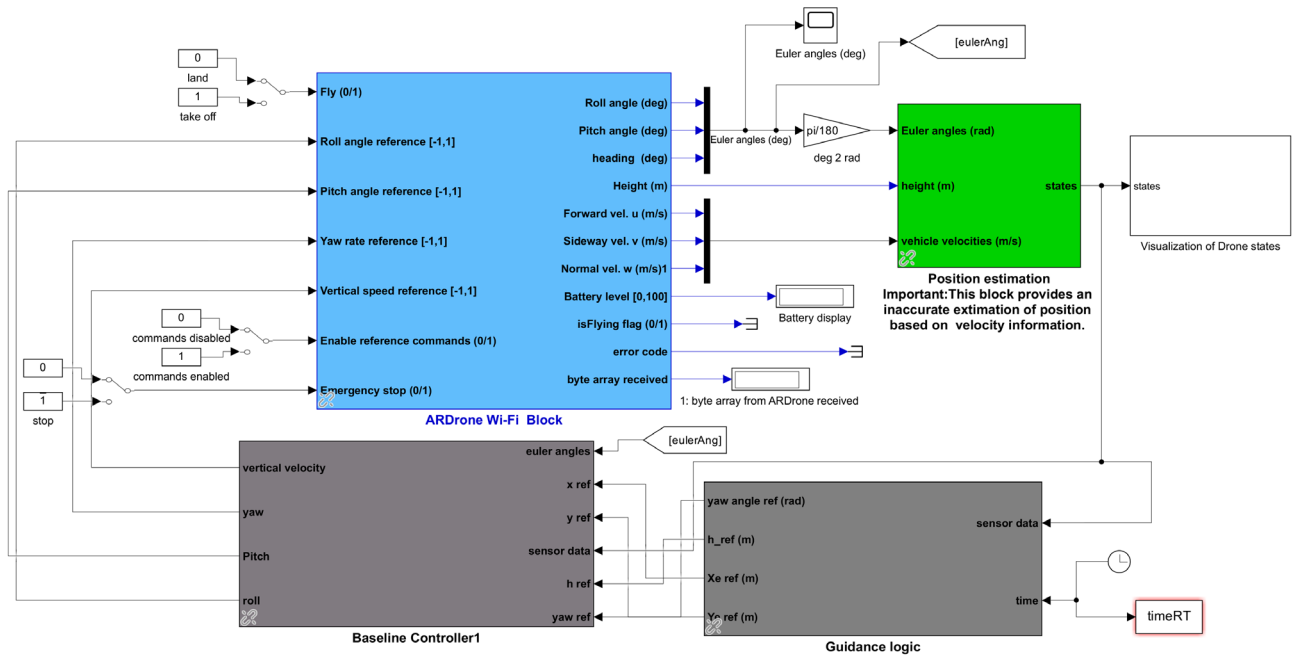 0
land
1
take off
Fly (0/1)
Roll angle reference [-1,1]
Pitch angle reference [-1,1]
Yaw rate reference [-1,1]
Vertical speed reference [-1,1]
0
commands disabled
1
commands enabled
Enable reference commands (0/1)
0
1
stop
Emergency stop (0/1)
Roll angle (deg)
Pitch angle (deg)
heading (deg)
Height (m)
Forward vel. u (m/s)
Sideway vel. v (m/s)
Normal vel. w (m/s)1
Battery level [0,100]
isFlying flag (0/1)
error code
byte array received
ARDrone Wi-Fi Block
Euler angles (deg)
Euler angles (deg)
[eulerAng]
pi/180
deg 2 rad
Battery display
1: byte array from ARDrone received
Euler angles (rad)
height (m)
vehicle velocities (m/s)
states
Position estimation
Important:This block provides an
inaccurate extimation of position
based on velocity information.
states
Visualization of Drone states
vertical velocity
yaw
Pitch
roll
euler angles
x ref
y ref
sensor data
h ref
yaw ref
Baseline Controller1
[eulerAng]
yaw angle ref (rad)
h_ref (m)
Xe ref (m)
Ye ref (m)
sensor data
time
Guidance logic
timeRT